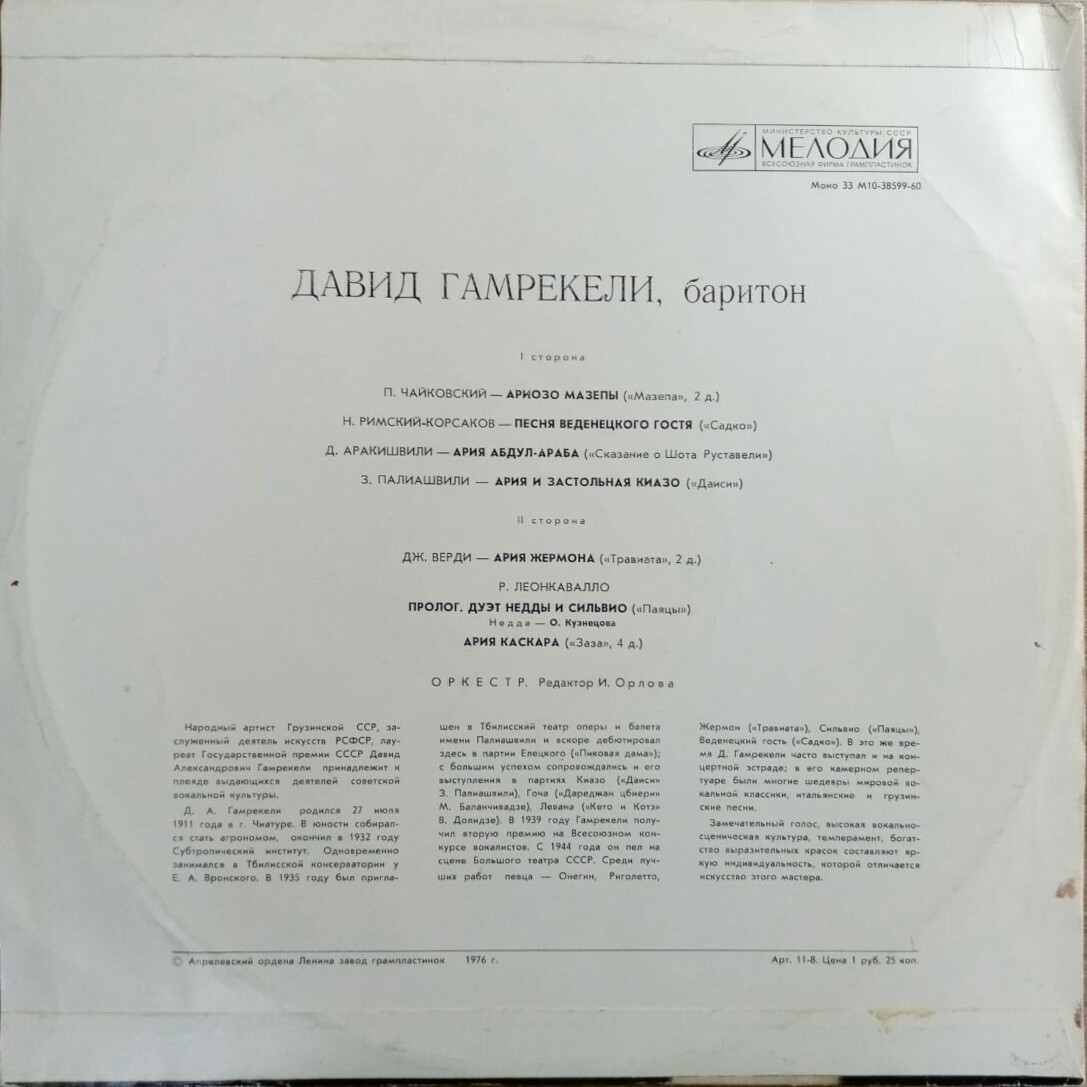 МИНИСТЕРСТВО КУЛЬТУРЫ СССР
МЕЛОДИЯ
ВСЕСОЮЗНАЯ ФИРМА ГРАМПЛАСТИНОК
Моно 33 М10-38599-60
ДАВИД ГАМРЕКЕЛИ, баритон
I сторона
П. ЧАЙКОВСКИЙ — АРИОЗО МАЗЕПЫ («Мазепа», 2 д.)
Н. РИМСКИЙ-КОРСАКОВ — ПЕСНЯ ВЕДЕНЕЦКОГО ГОСТЯ («Садко»)
Д. АРАКИШВИЛИ — АРИЯ АБДУЛ-АРАБА («Сказание о Шота Руставели»)
З. ПАЛИАШВИЛИ — АРИЯ И ЗАСТОЛЬНАЯ КИАЗО («Даиси»)
II сторона
ДЖ. ВЕРДИ — АРИЯ ЖЕРМОНА («Травиата», 2 д.)
Р. ЛЕОНКАВАЛЛО
ПРОЛОГ. ДУЭТ НЕДДЫ И СИЛЬВИО («Паяцы»)
Недда — О. Кузнецова
АРИЯ КАСКАРА («Заза», 4 д.)
ОРКЕСТР. Редактор И. Орлова
Народный артист Грузинской ССР, за-
служенный деятель искусств РСФСР, лау-
реат Государственной премии СССР Давид
Александрович Гамрекели принадлежит к
плеяде выдающихся деятелей советской
вокальной культуры.
Д. А. Гамрекели родился 27 июля
1911 года в г. Чиатуре. В юности собирал-
ся стать агрономом, окончил в 1932 году
Субтропический институт. Одновременно
занимался в Тбилисской консерватории у
Е. А. Вронского. В 1935 году был пригла-
шен в Тбилисский театр оперы и балета
имени Палиашвили и вскоре дебютировал
здесь в партии Елецкого («Пиковая дама»);
с большим успехом сопровождались и его
выступления в партиях Киазо («Даиси»
З. Палиашвили), Гоча («Дареджан цбиери»
М. Баланчивадзе), Левана («Кето и Котэ»
В. Долидзе). В 1939 году Гамрекели полу-
чил вторую премию на Всесоюзном кон-
курсе вокалистов. С 1944 года он пел на
сцене Большого театра СССР. Среди луч-
ших работ певца — Онегин, Риголетто,
Жермон («Травиата»), Сильвио («Паяцы»),
Веденецкий гость («Садко»). В это же вре-
мя Д. Гамрекели часто выступал и на кон-
цертной эстраде; в его камерном репер-
туаре были многие шедевры мировой во-
кальной классики, итальянские и грузин-
ские песни.
Замечательный голос, высокая вокально-
сценическая культура, темперамент, богат-
ство выразительных красок составляют яр-
кую индивидуальность, которой отличается
искусство этого мастера.
© Апрелевский ордена Ленина завод грампластинок 1976 г.
Арт. 11-8. Цена 1 руб. 25 коп.